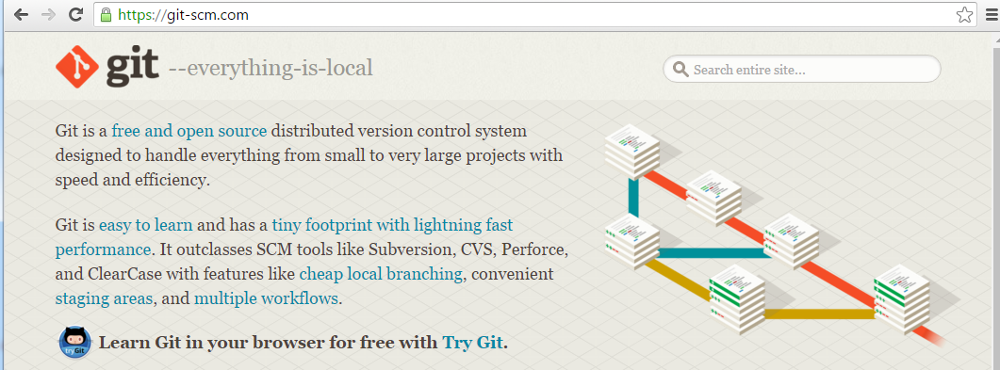 https://git-scm.com
git --everything-is-local
Search entire site...
Git is a free and open source distributed version control system
designed to handle everything from small to very large projects with
speed and efficiency.
Git is easy to learn and has a tiny footprint with lightning fast
performance. It outclasses SCM tools like Subversion, CVS, Perforce,
and ClearCase with features like cheap local branching, convenient
staging areas, and multiple workflows.
tryGit
Learn Git in your browser for free with Try Git.